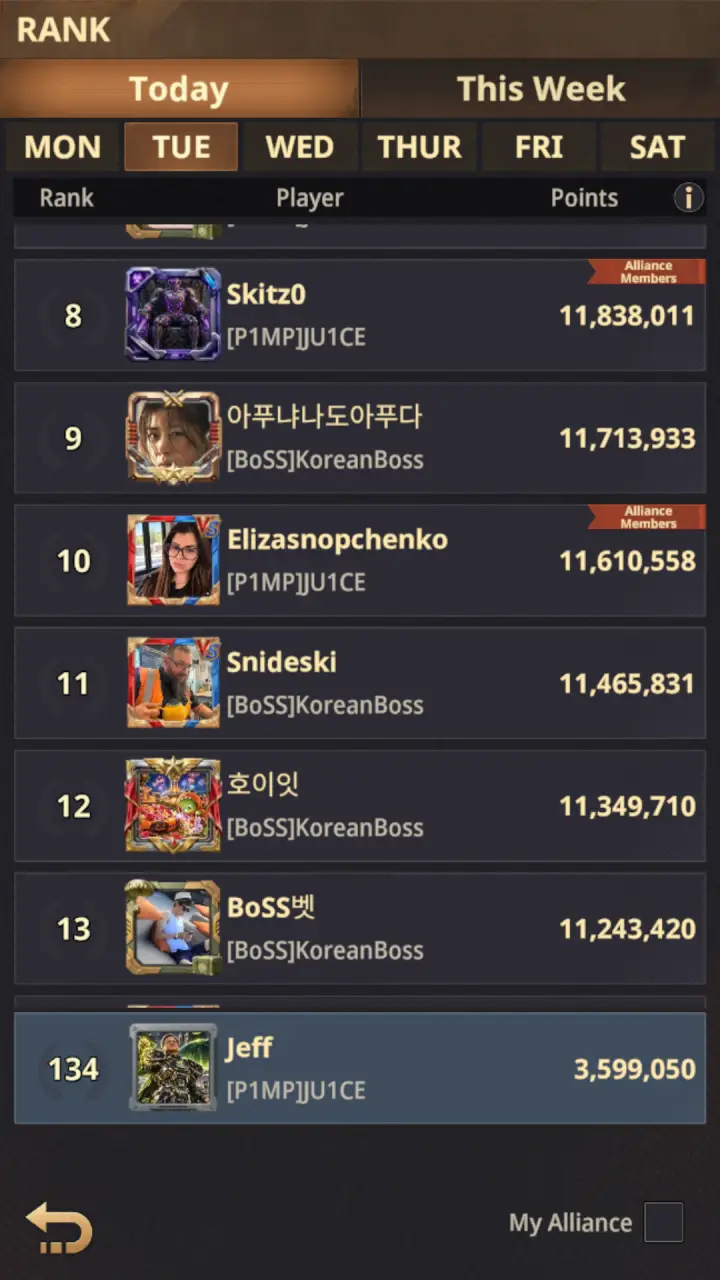 RANK
Today
This Week
MON
TUE
WED
THUR
FRI
SAT
Rank
Player
Points
8
Skitz0
[P1MP]JU1CE
Alliance
Members
11,838,011
9
아푸냐나도아푸다
[BoSS]KoreanBoss
11,713,933
10
Elizasnopchenko
[P1MP]JU1CE
Alliance
Members
11,610,558
11
Snideski
[BoSS]KoreanBoss
11,465,831
12
호이잇
[BoSS]KoreanBoss
11,349,710
13
BoSS벳
[BoSS]KoreanBoss
11,243,420
134
Jeff
[P1MP]JU1CE
3,599,050
My Alliance